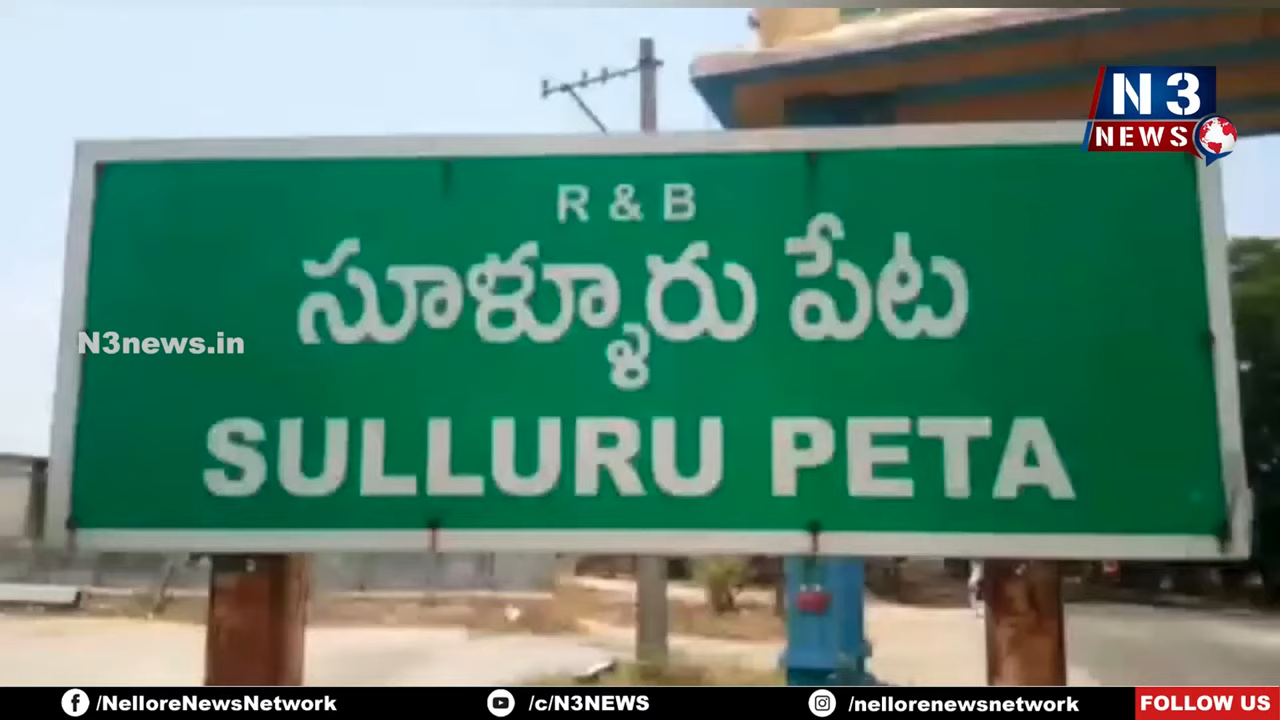 N3
NEWS
R & B
సూళ్ళూరు పేట
N3news.in
SULLURU PETA
/NelloreNewsNetwork
/c/N3NEWS
/nellorenewsnetwork
FOLLOW US